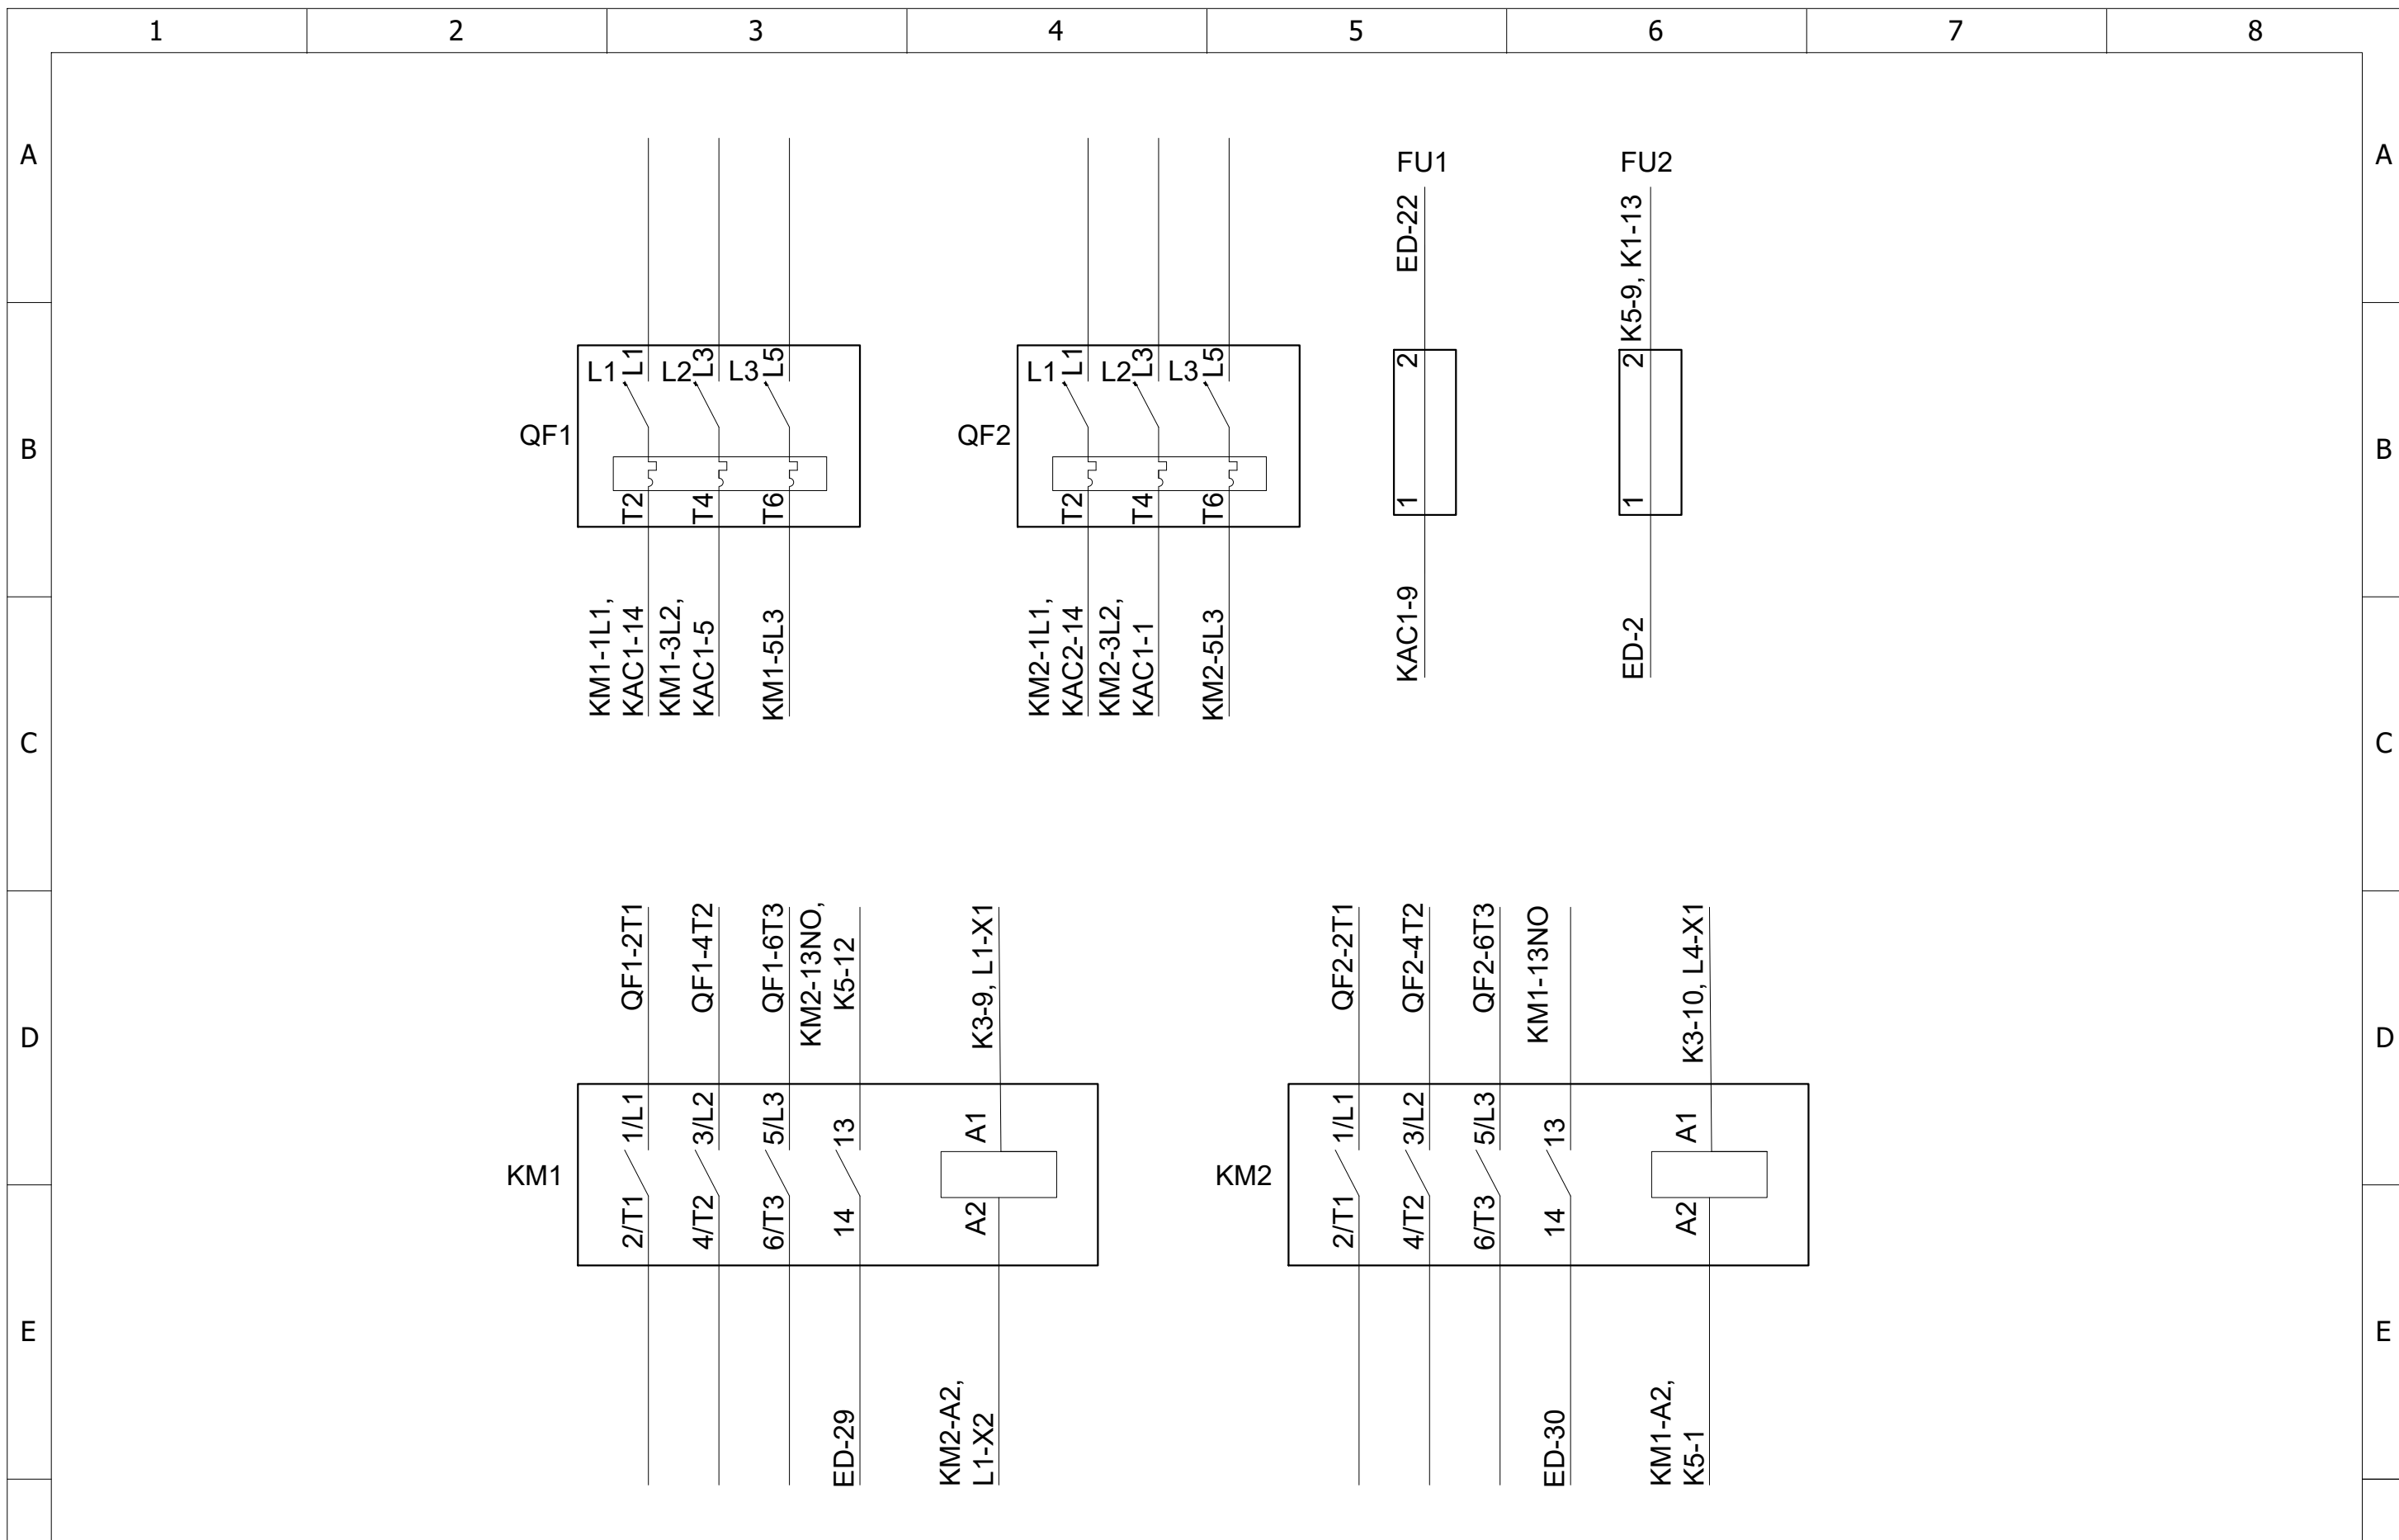 1 2 3 4 5 6 7 8
A A
FU1 FU2
ED-22
K5-9, K1-13
B B
QF1
L1 L1 L2 L3 L3 L5
T2 T4 T6
QF2
L1 L1 L2 L3 L3 L5
T2 T4 T6
2
1
2
1
KM1-1L1,
KAC1-14
KM1-3L2,
KAC1-5
KM1-5L3
KM2-1L1,
KAC2-14
KM2-3L2,
KAC1-1
KM2-5L3
KAC1-9
ED-2
C C
QF1-2T1
QF1-4T2
QF1-6T3
KM2-13NO,
K5-12
K3-9, L1-X1
QF2-2T1
QF2-4T2
QF2-6T3
KM1-13NO
K3-10, L4-X1
D D
KM1
1/L1 3/L2 5/L3 13 A1
2/T1 4/T2 6/T3 14 A2
KM2
1/L1 3/L2 5/L3 13 A1
2/T1 4/T2 6/T3 14 A2
E E
ED-29
KM2-A2,
L1-X2
ED-30
KM1-A2,
K5-1